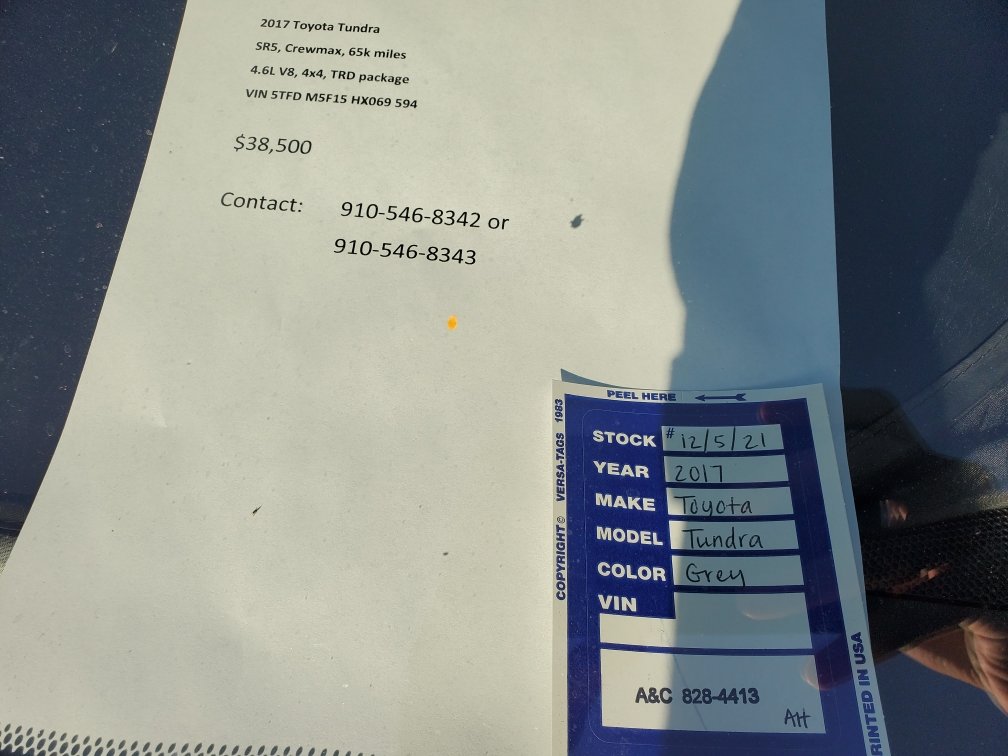 2017 Toyota Tundra
SR5, Crewmax, 65k miles
4.6L V8, 4x4, TRD package
VIN 5TFD M5F15 HX069 594
$38,500
Contact: 910-546-8342 or
910-546-8343
PEEL HERE
COPYRIGHT © VERSA-TAGS 1983
STOCK # 12/5/21
YEAR 2017
MAKE Toyota
MODEL Tundra
COLOR Grey
VIN
A&C 828-4413
AH
RINTED IN USA